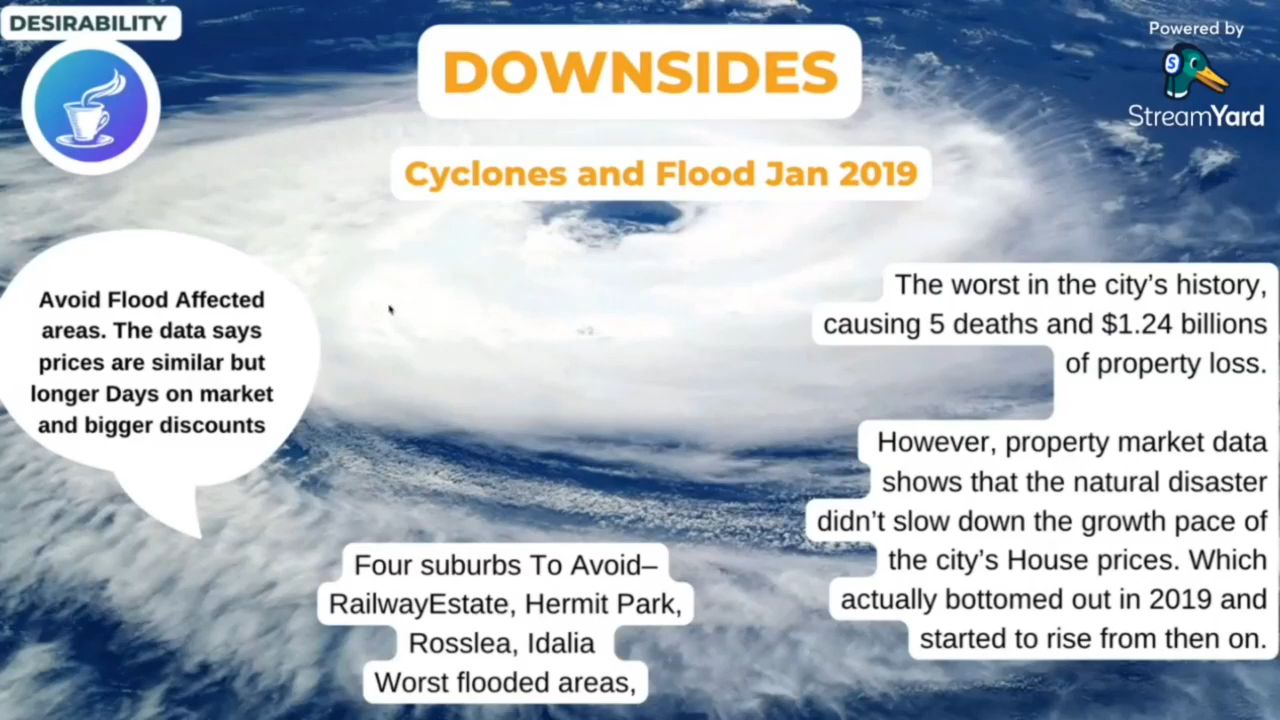 DESIRABILITY
DOWNSIDES
Powered by
StreamYard
Cyclones and Flood Jan 2019
Avoid Flood Affected
areas. The data says
prices are similar but
longer Days on market
and bigger discounts
The worst in the city's history,
causing 5 deaths and $1.24 billions
of property loss.
However, property market data
shows that the natural disaster
didn't slow down the growth pace of
the city's House prices. Which
actually bottomed out in 2019 and
started to rise from then on.
Four suburbs To Avoid–
RailwayEstate, Hermit Park,
Rosslea, Idalia
Worst flooded areas,